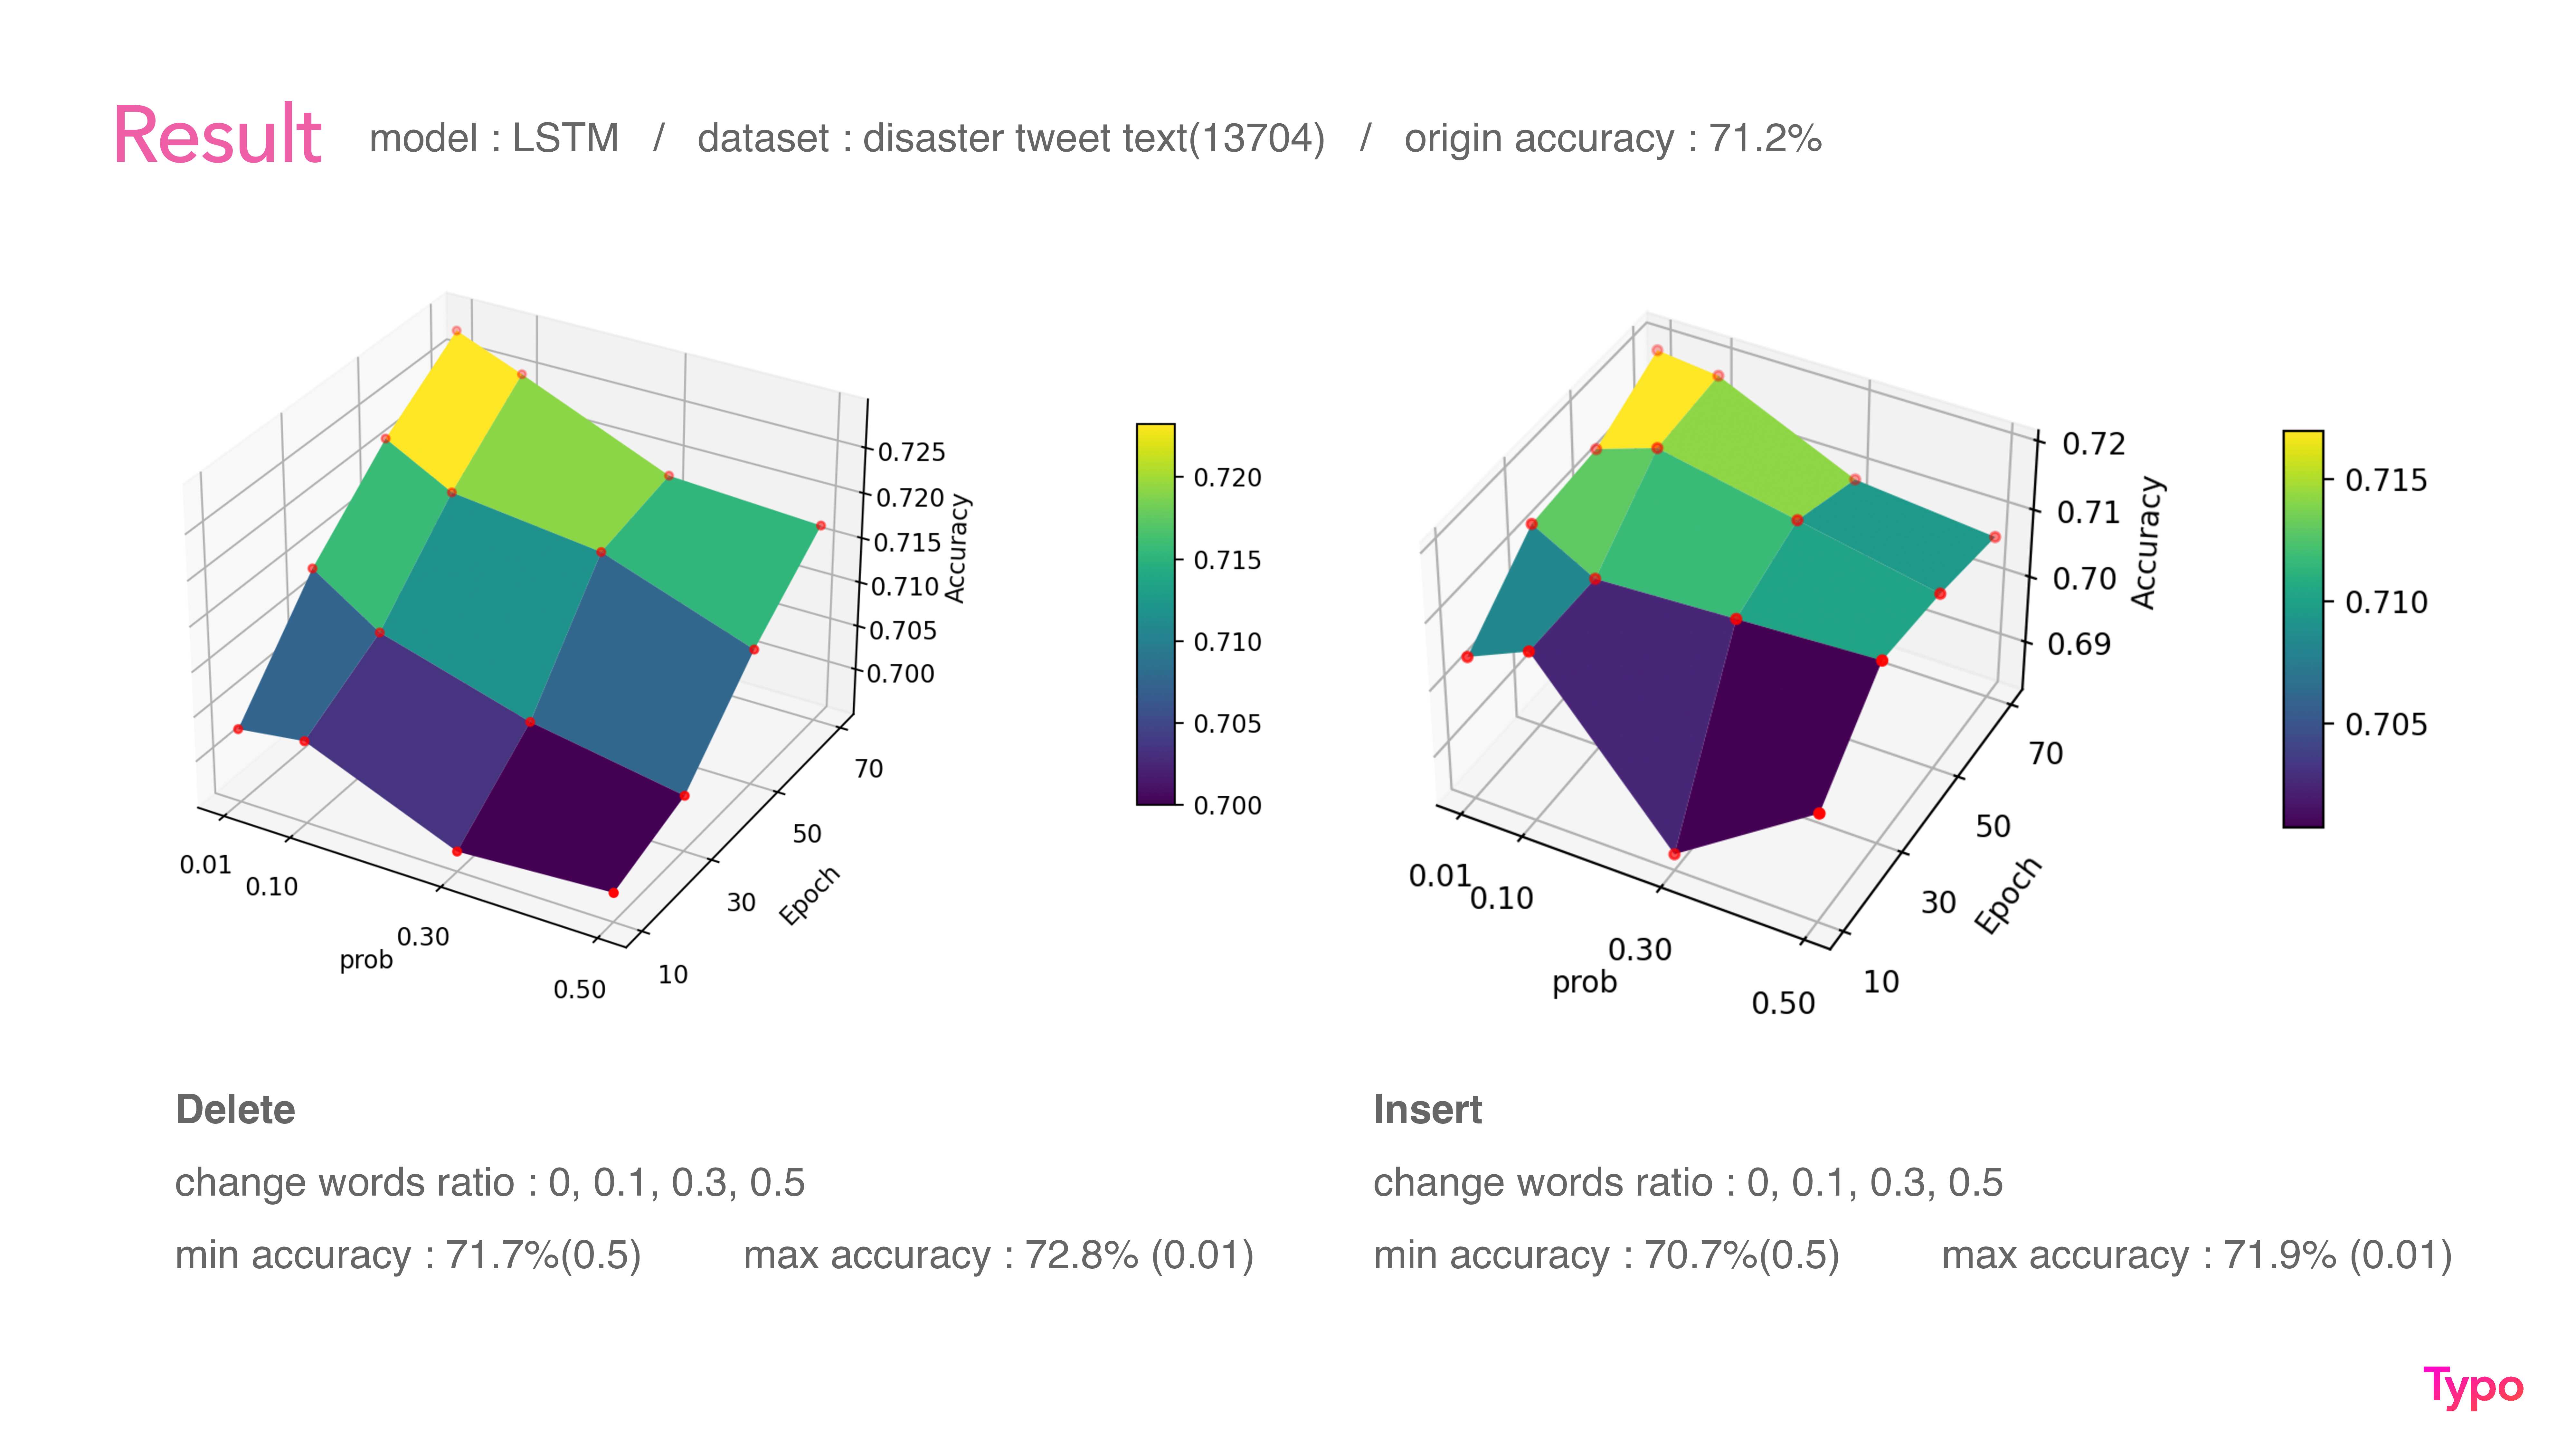 Result model : LSTM / dataset : disaster tweet text(13704) / origin accuracy : 71.2%
0.725
0.720
0.715
0.710
0.705
0.700
Accuracy
70
50
30
10
Epoch
0.01
0.10
0.30
0.50
prob
0.720
0.715
0.710
0.705
0.700
0.72
0.71
0.70
0.69
Accuracy
70
50
30
10
Epoch
0.01
0.10
0.30
0.50
prob
0.715
0.710
0.705
Delete
change words ratio : 0, 0.1, 0.3, 0.5
min accuracy : 71.7%(0.5) max accuracy : 72.8% (0.01)
Insert
change words ratio : 0, 0.1, 0.3, 0.5
min accuracy : 70.7%(0.5) max accuracy : 71.9% (0.01)
Typo